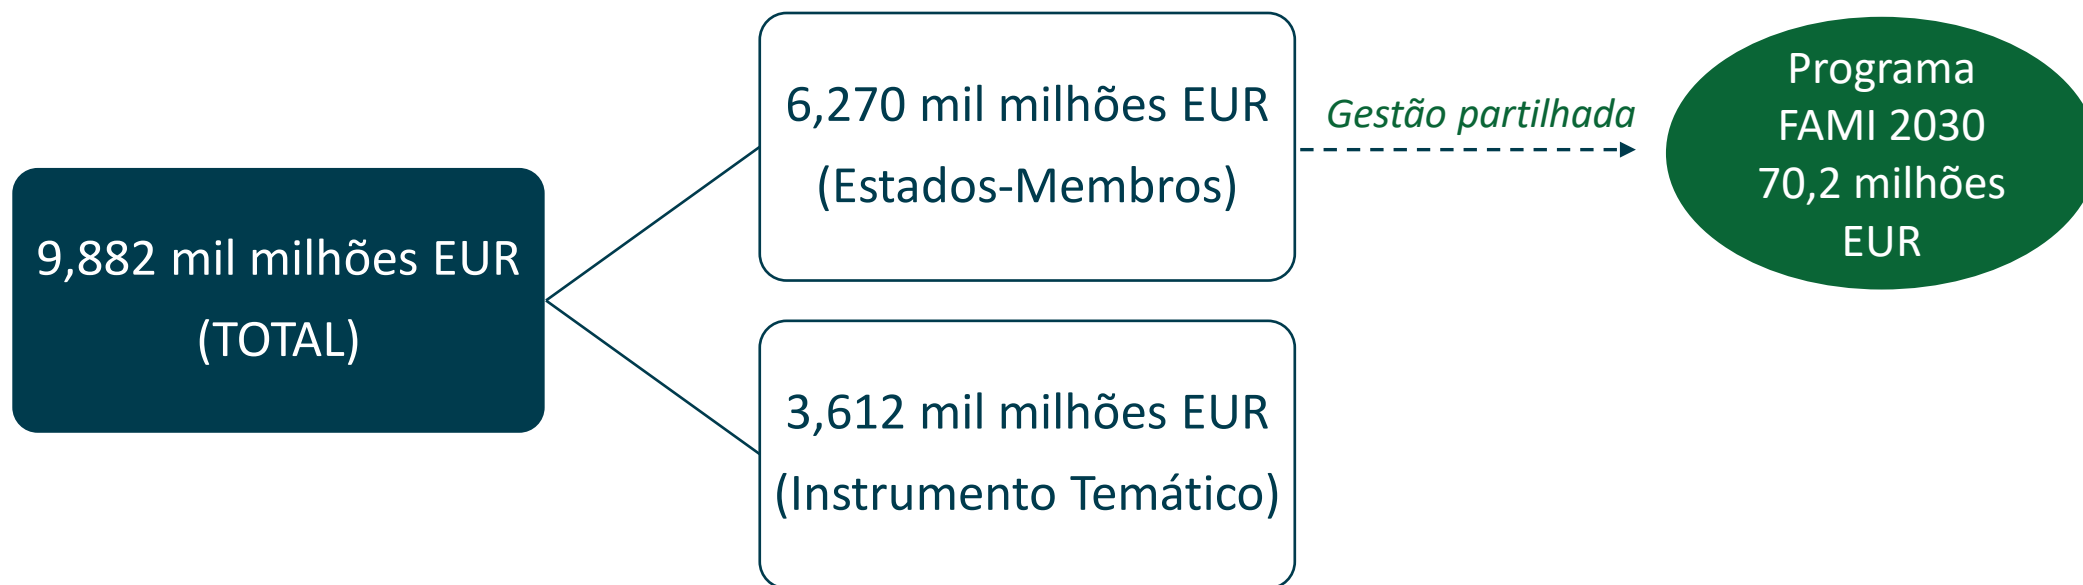 9,882 mil milhões EUR
(TOTAL)
6,270 mil milhões EUR
(Estados-Membros)
3,612 mil milhões EUR
(Instrumento Temático)
Gestão partilhada
Programa
FAMI 2030
70,2 milhões
EUR